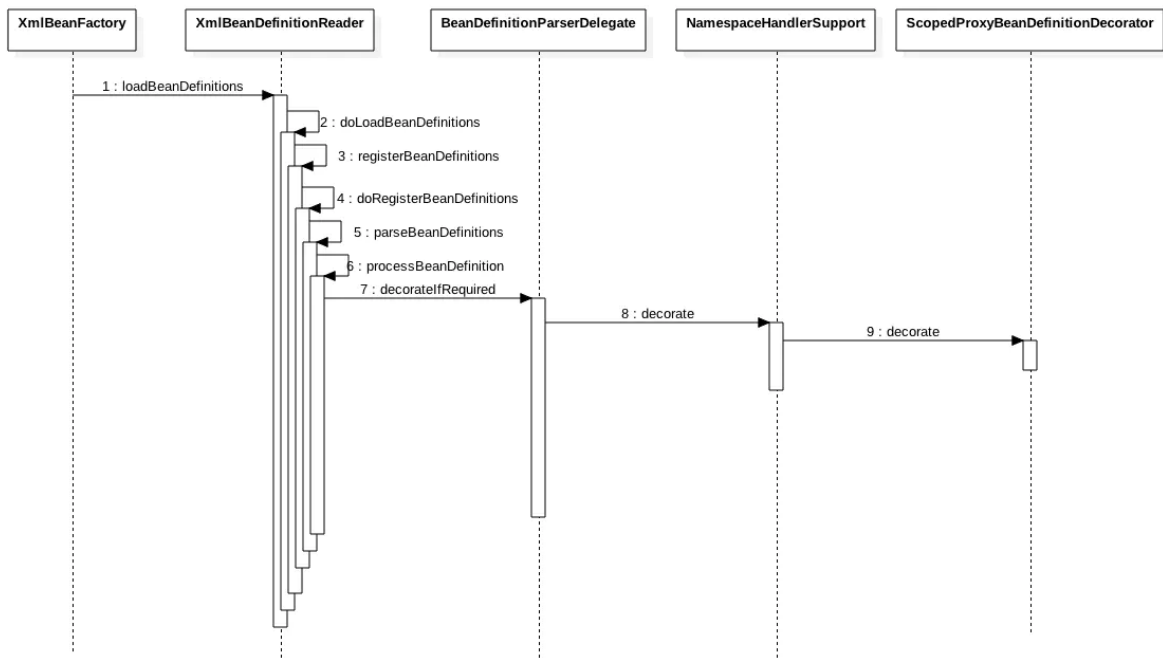 XmlBeanFactory
XmlBeanDefinitionReader
BeanDefinitionParserDelegate
NamespaceHandlerSupport
ScopedProxyBeanDefinitionDecorator
1 : loadBeanDefinitions
2 : doLoadBeanDefinitions
3 : registerBeanDefinitions
4 : doRegisterBeanDefinitions
5 : parseBeanDefinitions
6 : processBeanDefinition
7 : decorateIfRequired
8 : decorate
9 : decorate